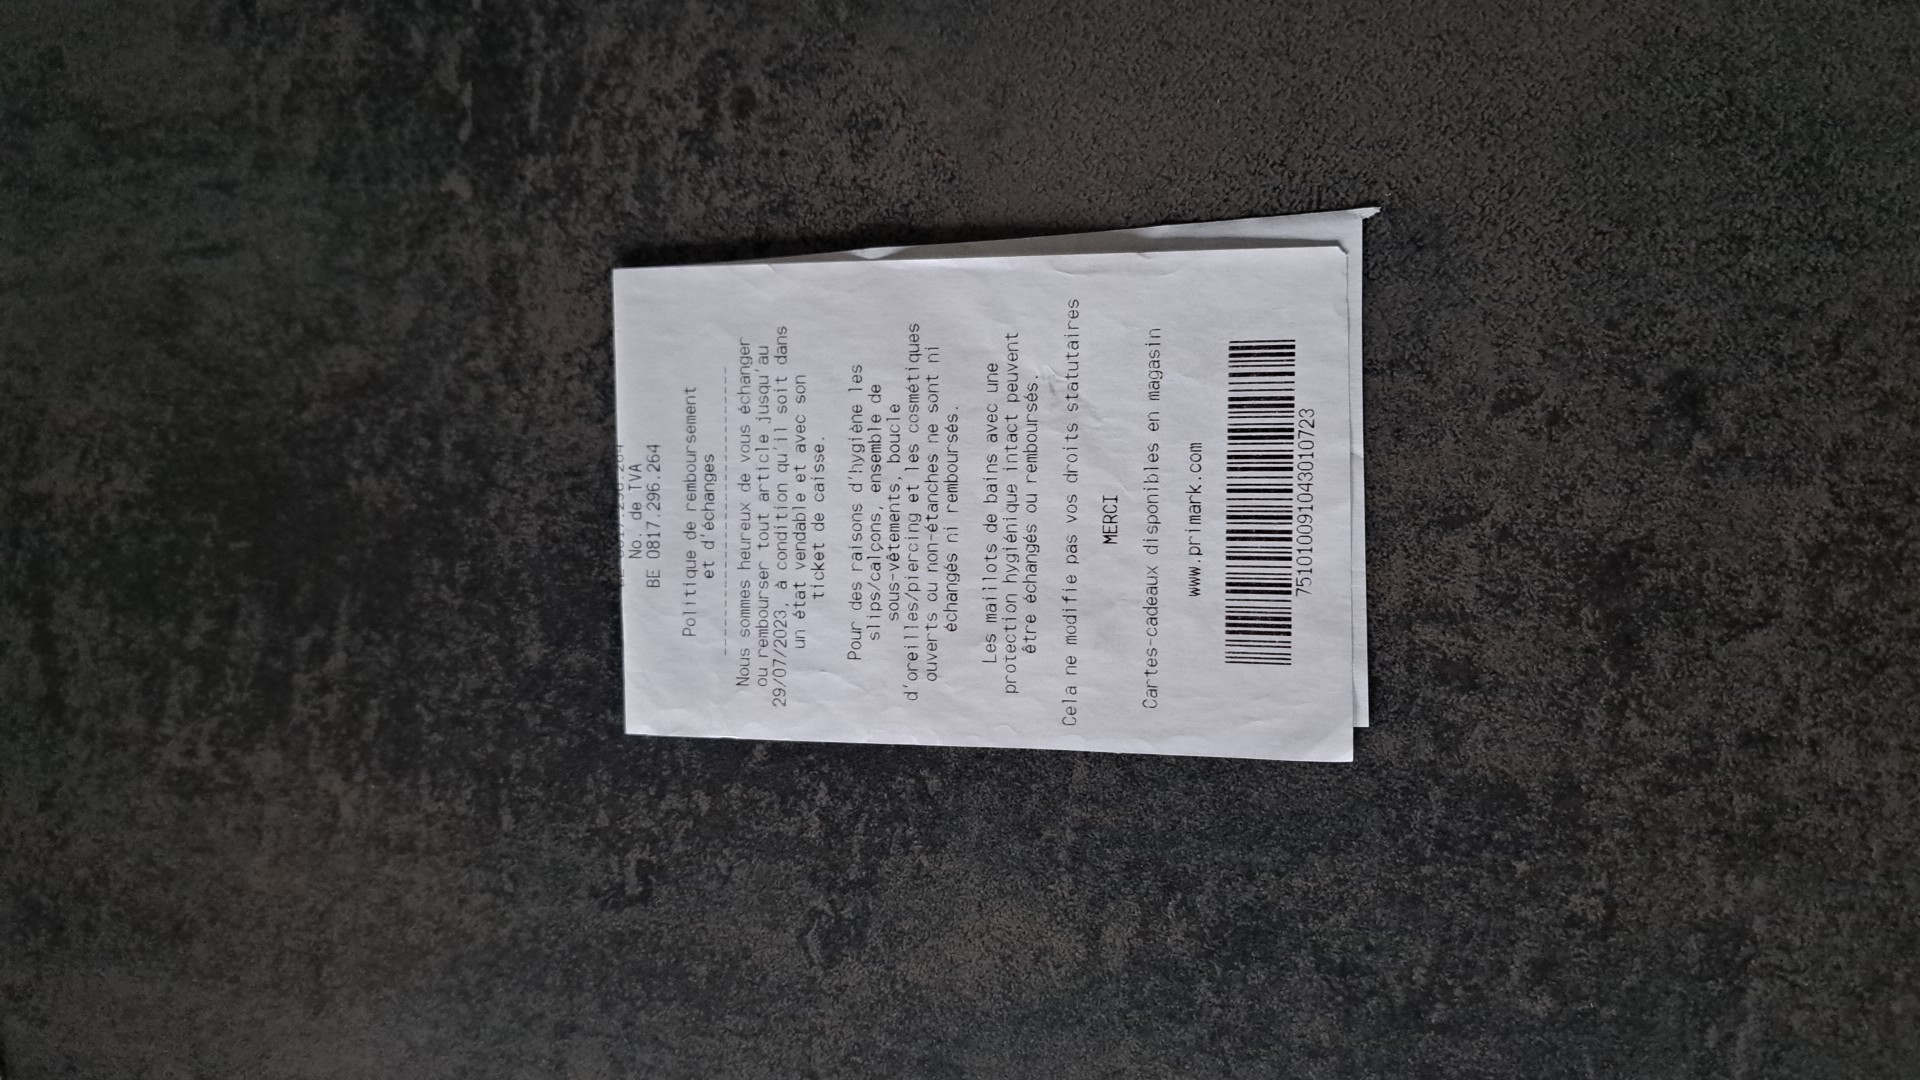 No. de TVA
BE 0817.296.264
Politique de remboursement
et d'échanges
--------------------------------
Nous sommes heureux de vous échanger
ou rembourser tout article jusqu'au
29/07/2023, à condition qu'il soit dans
un état vendable et avec son
ticket de caisse.
Pour des raisons d'hygiène les
slips/calçons, ensemble de
sous-vêtements, boucle
d'oreilles/piercing et les cosmétiques
ouverts ou non-étanches ne sont ni
échangés ni remboursés.
Les maillots de bains avec une
protection hygiénique intact peuvent
être échangés ou remboursés.
Cela ne modifie pas vos droits statutaires
MERCI
Cartes-cadeaux disponibles en magasin
www.primark.com
751010091043010723